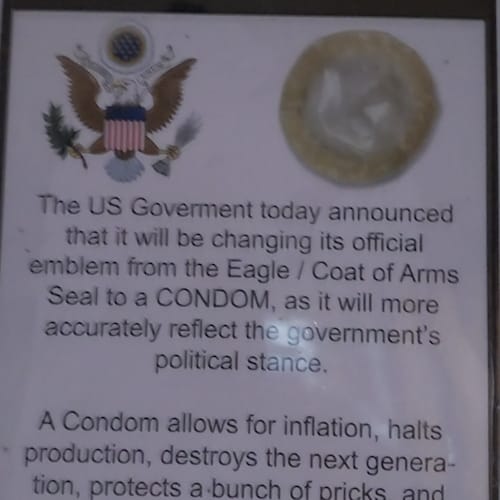 The US Goverment today announced
that it will be changing its official
emblem from the Eagle / Coat of Arms
Seal to a CONDOM, as it will more
accurately reflect the government's
political stance.
A Condom allows for inflation, halts
production, destroys the next genera-
tion, protects a bunch of pricks, and